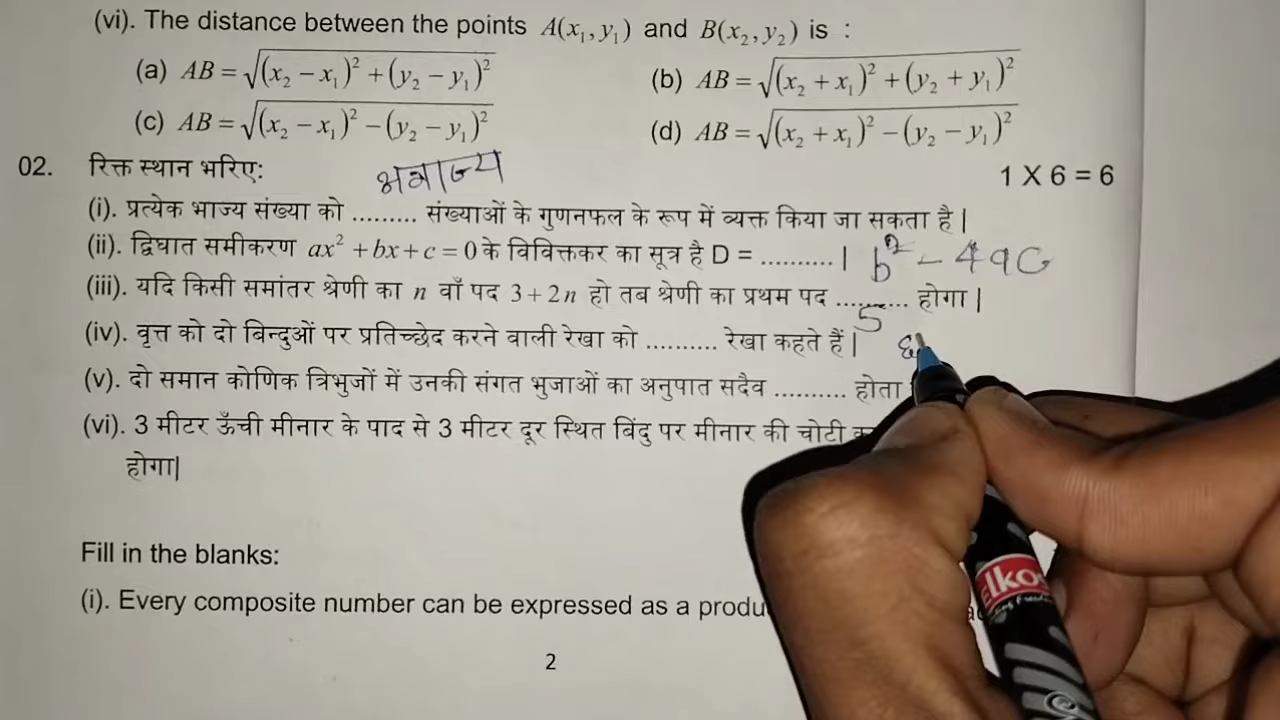 (vi). The distance between the points A(x₁, y₁) and B(x₂, y₂) is :
(a) AB = √(x₂ − x₁)² + (y₂ − y₁)² (b) AB = √(x₂ + x₁)² + (y₂ + y₁)²
(c) AB = √(x₂ − x₁)² − (y₂ − y₁)² (d) AB = √(x₂ + x₁)² − (y₂ − y₁)²
02. रिक्त स्थान भरिए: 1 X 6 = 6
(i). प्रत्येक भाज्य संख्या को ......... संख्याओं के गुणनफल के रूप में व्यक्त किया जा सकता है |
(ii). द्विघात समीकरण ax² + bx + c = 0 के विविक्तकर का सूत्र है D = .......... | b² − 4ac
(iii). यदि किसी समांतर श्रेणी का n वाँ पद 3 + 2n हो तब श्रेणी का प्रथम पद ......... होगा |
5
(iv). वृत्त को दो बिन्दुओं पर प्रतिच्छेद करने वाली रेखा को .......... रेखा कहते हैं |
(v). दो समान कोणिक त्रिभुजों में उनकी संगत भुजाओं का अनुपात सदैव .......... होता
(vi). 3 मीटर ऊँची मीनार के पाद से 3 मीटर दूर स्थित बिंदु पर मीनार की चोटी
होगा|
Fill in the blanks:
(i). Every composite number can be expressed as a
Elkos
2